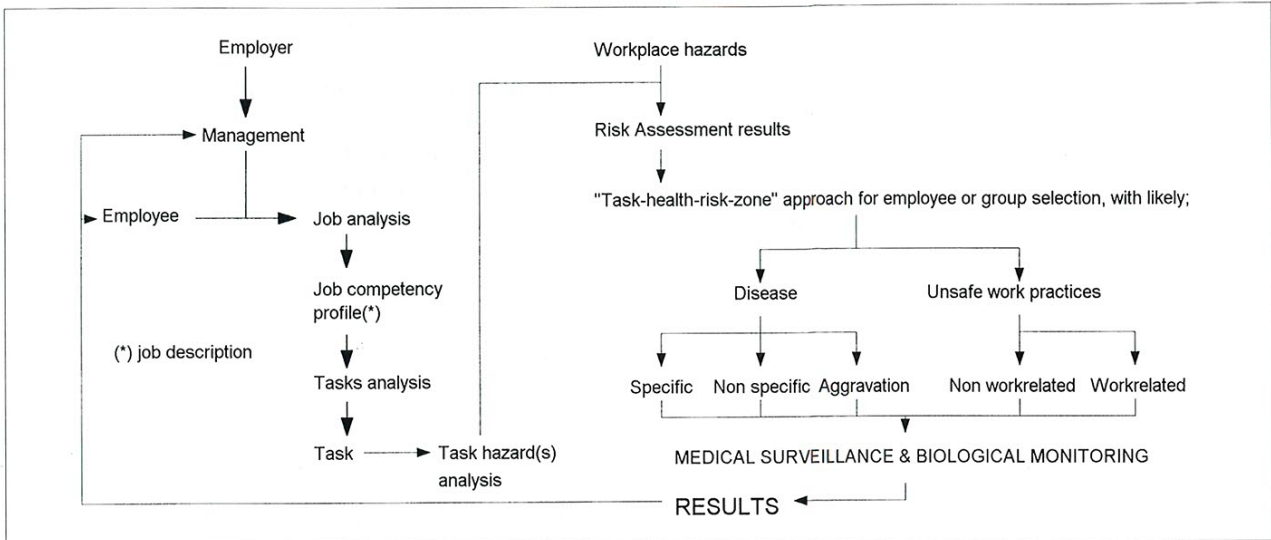 Employer
Management
Employee
Job analysis
Job competency
profile(*)
(*) job description
Tasks analysis
Task
Task hazard(s)
analysis
Workplace hazards
Risk Assessment results
"Task-health-risk-zone" approach for employee or group selection, with likely;
Disease
Unsafe work practices
Specific
Non specific
Aggravation
Non workrelated
Workrelated
MEDICAL SURVEILLANCE & BIOLOGICAL MONITORING
RESULTS